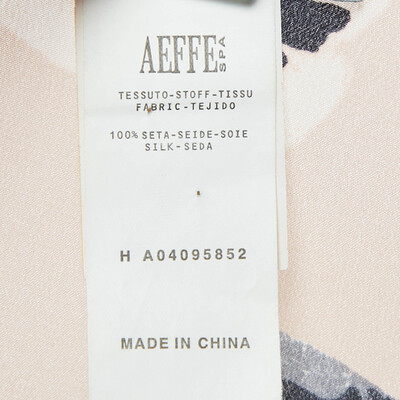 AEFFE SPA
TESSUTO-STOFF-TISSU
FABRIC-TEJIDO
100% SETA-SEIDE-SOIE
SILK-SEDA
H A04095852
MADE IN CHINA